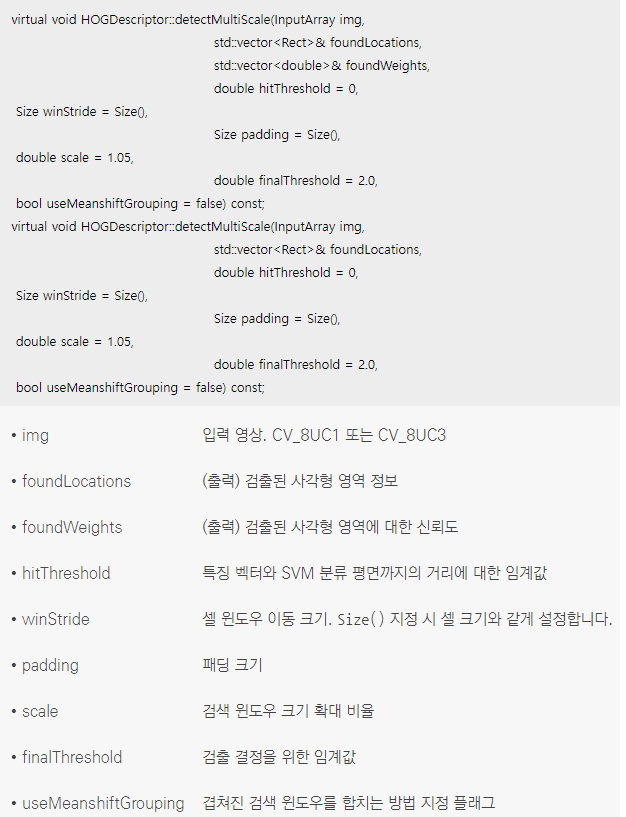 virtual void HOGDescriptor::detectMultiScale(InputArray img,
std::vector<Rect>& foundLocations,
std::vector<double>& foundWeights,
double hitThreshold = 0,
Size winStride = Size(),
Size padding = Size(),
double scale = 1.05,
double finalThreshold = 2.0,
bool useMeanshiftGrouping = false) const;
virtual void HOGDescriptor::detectMultiScale(InputArray img,
std::vector<Rect>& foundLocations,
double hitThreshold = 0,
Size winStride = Size(),
Size padding = Size(),
double scale = 1.05,
double finalThreshold = 2.0,
bool useMeanshiftGrouping = false) const;
• img 입력 영상. CV_8UC1 또는 CV_8UC3
• foundLocations (출력) 검출된 사각형 영역 정보
• foundWeights (출력) 검출된 사각형 영역에 대한 신뢰도
• hitThreshold 특징 벡터와 SVM 분류 평면까지의 거리에 대한 임계값
• winStride 셀 윈도우 이동 크기. Size() 지정 시 셀 크기와 같게 설정합니다.
• padding 패딩 크기
• scale 검색 윈도우 크기 확대 비율
• finalThreshold 검출 결정을 위한 임계값
• useMeanshiftGrouping 겹쳐진 검색 윈도우를 합치는 방법 지정 플래그